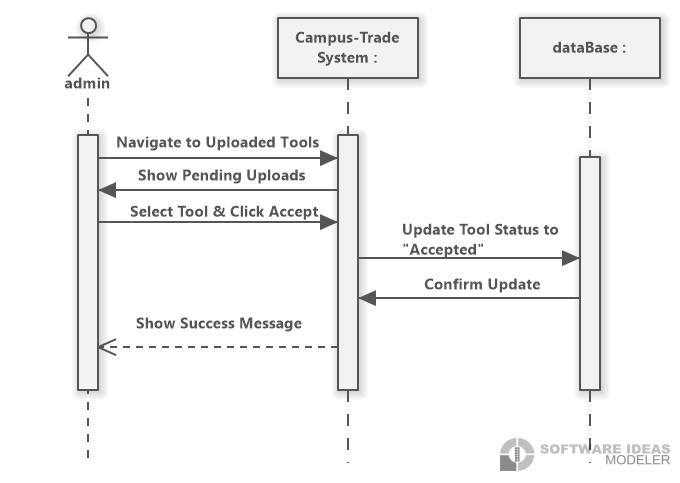 Campus-Trade
System :
dataBase :
admin
Navigate to Uploaded Tools
Show Pending Uploads
Select Tool & Click Accept
Update Tool Status to
"Accepted"
Confirm Update
Show Success Message
SOFTWARE IDEAS
MODELER